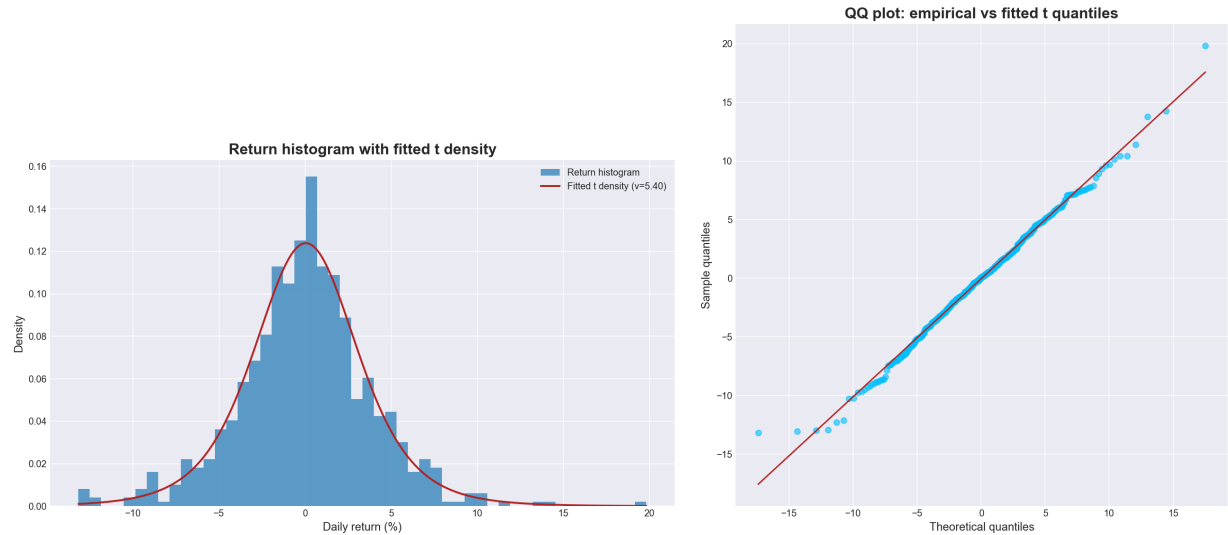 Return histogram with fitted t density
Return histogram
Fitted t density (v=5.40)
0.16
0.14
0.12
0.10
0.08
0.06
0.04
0.02
0.00
Density
−10 −5 0 5 10 15 20
Daily return (%)
QQ plot: empirical vs fitted t quantiles
20
15
10
5
0
−5
−10
−15
Sample quantiles
−15 −10 −5 0 5 10 15
Theoretical quantiles